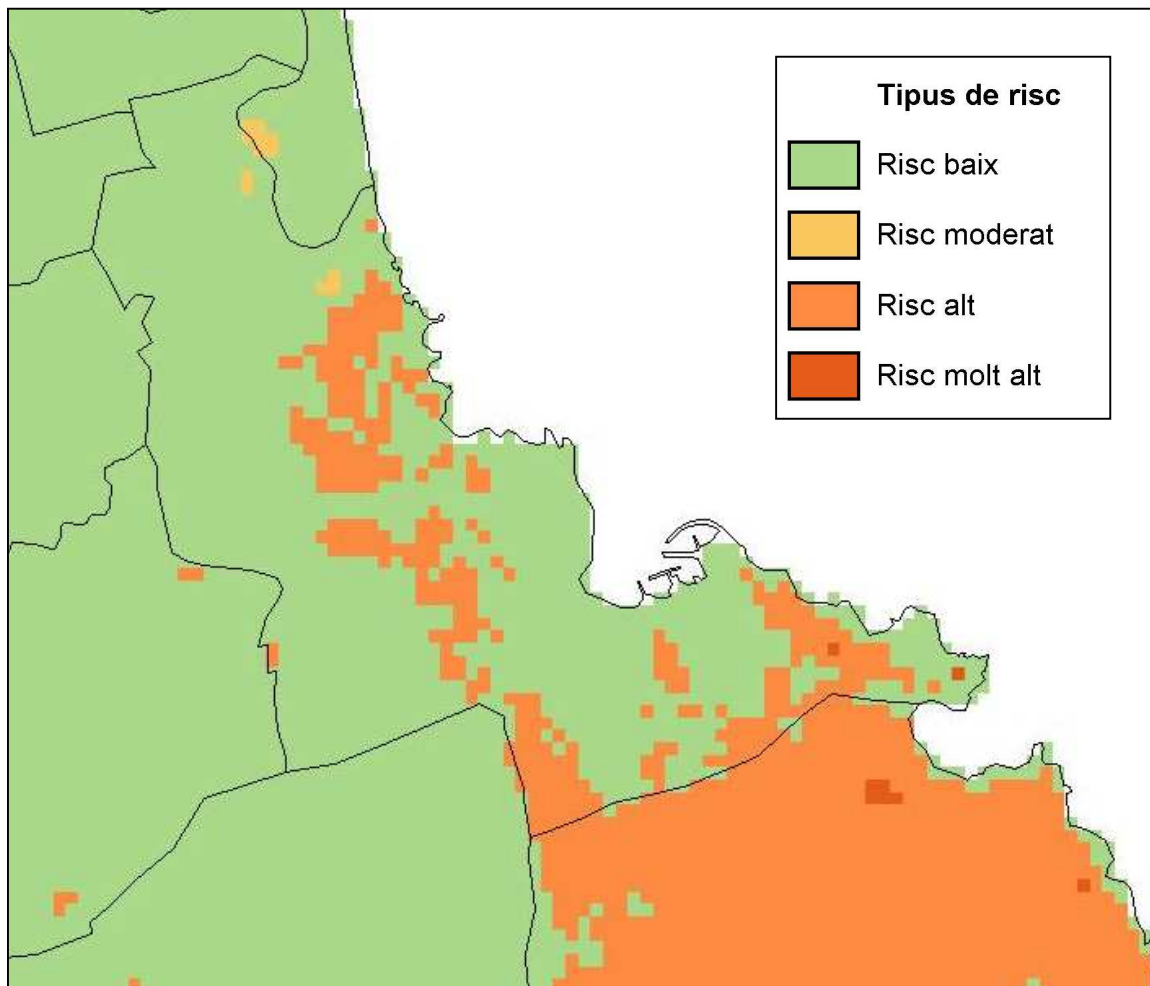 Tipus de risc
Risc baix
Risc moderat
Risc alt
Risc molt alt